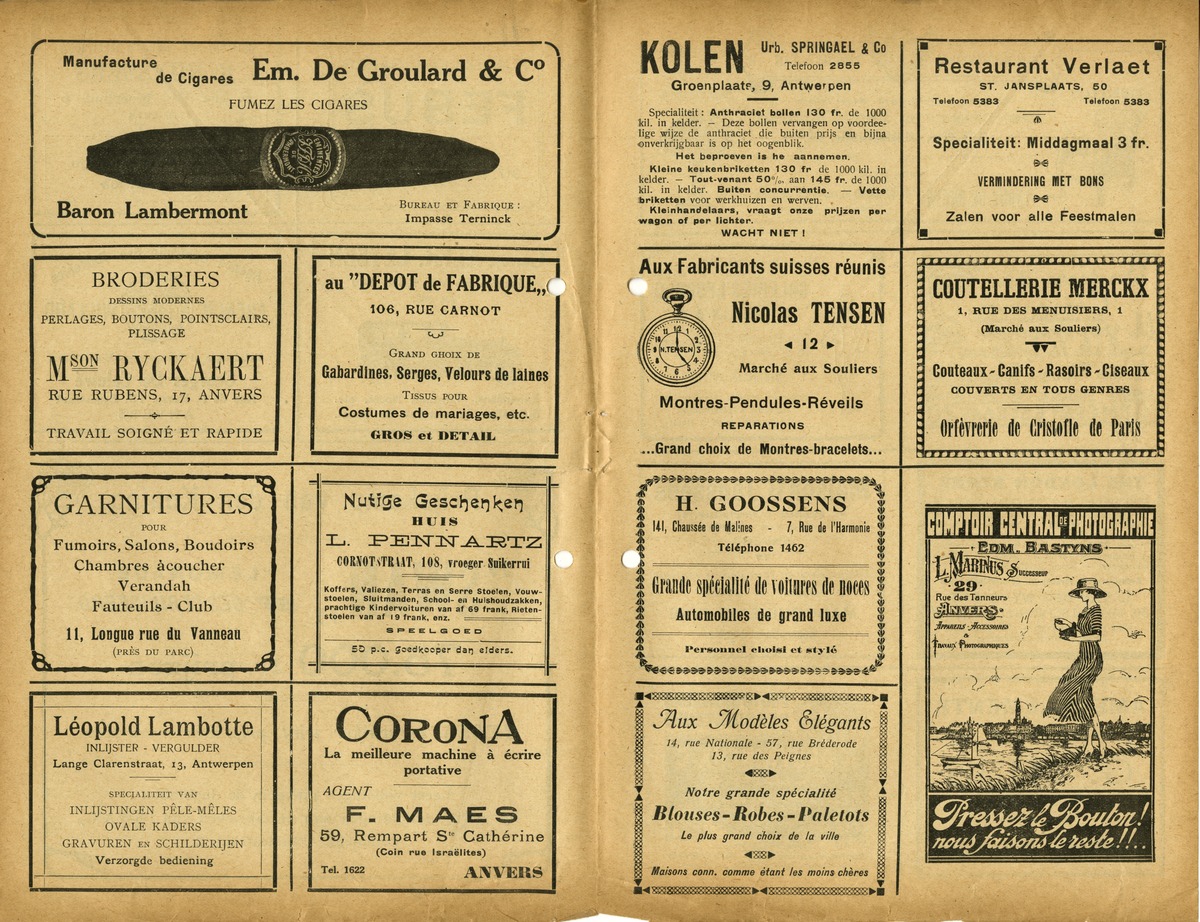 Manufacture
de Cigares Em. De Groulard & Cº
FUMEZ LES CIGARES
Baron Lambermont
BUREAU ET FABRIQUE :
Impasse Terninck
BRODERIES
DESSINS MODERNES
PERLAGES, BOUTONS, POINTSCLAIRS,
PLISSAGE
MSON RYCKAERT
RUE RUBENS, 17, ANVERS
TRAVAIL SOIGNÉ ET RAPIDE
au "DEPOT de FABRIQUE„
106, RUE CARNOT
GRAND GHOIX DE
Gabardines, Serges, Velours de laines
TISSUS POUR
Costumes de mariages, etc.
GROS et DETAIL
GARNITURES
POUR
Fumoirs, Salons, Boudoirs
Chambres àcoucher
Verandah
Fauteuils - Club
11, Longue rue du Vanneau
(PRÈS DU PARC)
Nutige Geschenken
HUIS
L. PENNARTZ
CORNOTSTRAAT, 108, vroeger Suikerrui
Koffers, Valiezen, Terras en Serre Stoelen, Vouw-
stoelen, Sluitmanden, School- en Huishoudzakken,
prachtige Kindervoituren van af 69 frank, Rieten-
stoelen van af 19 frank, enz.
SPEELGOED
50 p.c. goedkooper dan elders.
Léopold Lambotte
INLIJSTER - VERGULDER
Lange Clarenstraat, 13, Antwerpen
SPECIALITEIT VAN
INLIJSTINGEN PÊLE-MÊLES
OVALE KADERS
GRAVUREN EN SCHILDERIJEN
Verzorgde bediening
CORONA
La meilleure machine à écrire
portative
AGENT
F. MAES
59, Rempart Ste Cathérine
(Coin rue Israëlites)
Tel. 1622 ANVERS
KOLEN Urb. SPRINGAEL & Co
Telefoon 2855
Groenplaats, 9, Antwerpen
Specialiteit : Anthraciet bollen 130 fr. de 1000
kil. in kelder. — Deze bollen vervangen op voordee-
lige wijze de anthraciet die buiten prijs en bijna
onverkrijgbaar is op het oogenblik.
Het beproeven is he aannemen.
Kleine keukenbriketten 130 fr de 1000 kil. in
kelder. — Tout-venant 50%. aan 145 fr. de 1000
kil. in kelder. Buiten concurrentie. — Vette
briketten voor werkhuizen en werven.
Kleinhandelaars, vraagt onze prijzen per
wagon of per lichter.
WACHT NIET !
Restaurant Verlaet
ST. JANSPLAATS, 50
Telefoon 5383 Telefoon 5383
Specialiteit: Middagmaal 3 fr.
VERMINDERING MET BONS
Zalen voor alle Feestmalen
Aux Fabricants suisses réunis
N.TENSEN
Nicolas TENSEN
◄ 12 ►
Marché aux Souliers
Montres-Pendules-Réveils
REPARATIONS
...Grand choix de Montres-bracelets...
COUTELLERIE MERCKX
1, RUE DES MENUISIERS, 1
(Marché aux Souliers)
Couteaux-Canifs-Rasoirs-Ciseaux
COUVERTS EN TOUS GENRES
Orfèvrerie de Cristofle de Paris
H. GOOSSENS
141, Chaussée de Malines - 7, Rue de l'Harmonie
Téléphone 1462
Grande spécialité de voitures de noces
Automobiles de grand luxe
Personnel choisi et stylé
COMPTOIR CENTRAL DE PHOTOGRAPHIE
EDM. BASTYNS
L. MARINUS SUCCESSEUR
29
Rue des Tanneurs
ANVERS
APPAREILS - ACCESSOIRES
&
TRAVAUX PHOTOGRAPHIQUES
Pressez le Bouton!
nous faisons le reste!!..
Aux Modèles Elégants
14, rue Nationale - 57, rue Bréderode
13, rue des Peignes
Notre grande spécialité
Blouses-Robes-Paletots
Le plus grand choix de la ville
Maisons conn. comme étant les moins chères